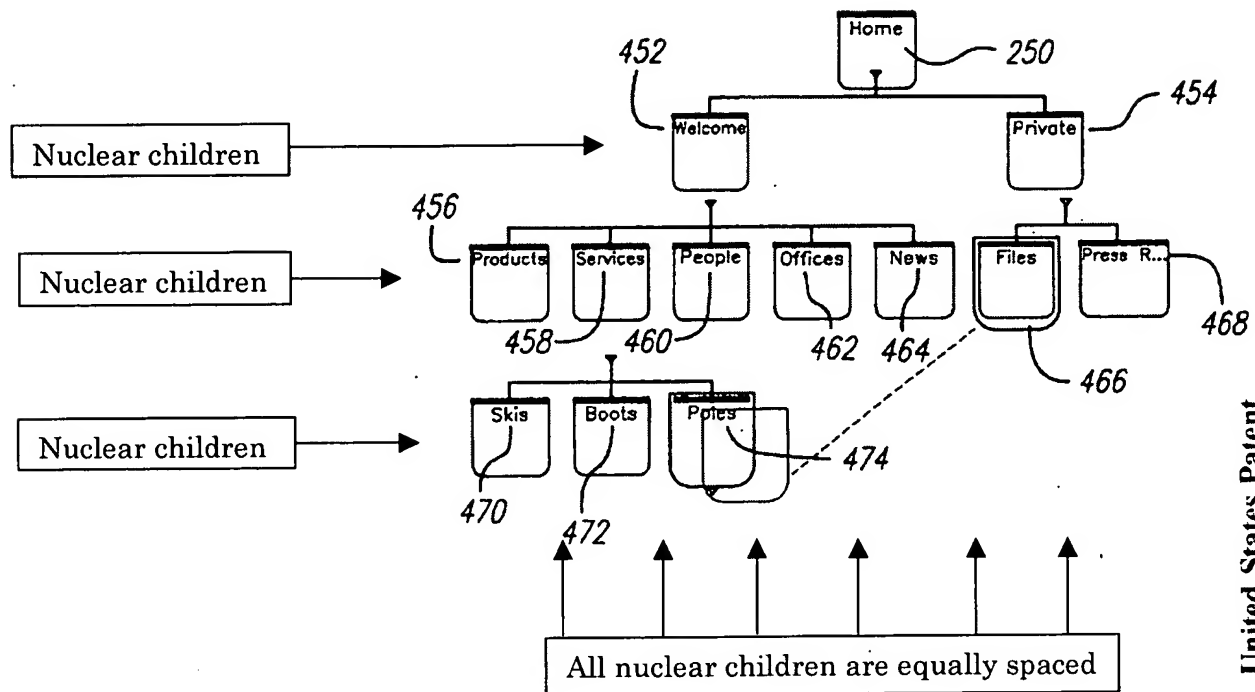 Home
452
250
454
Nuclear children
Welcome
Private
456
Nuclear children
Products
Services
People
Offices
News
Files
Press R...
458
460
462
464
468
466
Nuclear children
Skis
Boots
Poles
470
472
474
All nuclear children are equally spaced
United States Patent